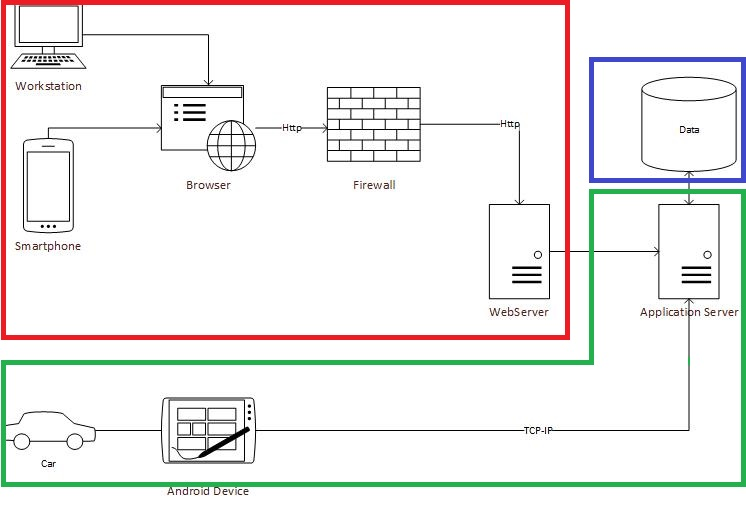 Workstation
Data
Http
Http
Browser
Firewall
Smartphone
WebServer
Application Server
TCP-IP
Car
Android Device